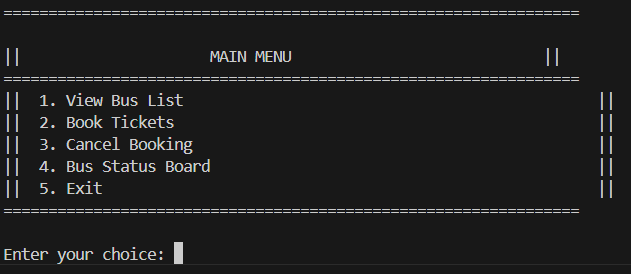 ================================================================
||                     MAIN MENU                            ||
================================================================
||  1. View Bus List                                              ||
||  2. Book Tickets                                               ||
||  3. Cancel Booking                                             ||
||  4. Bus Status Board                                           ||
||  5. Exit                                                       ||
================================================================
Enter your choice: